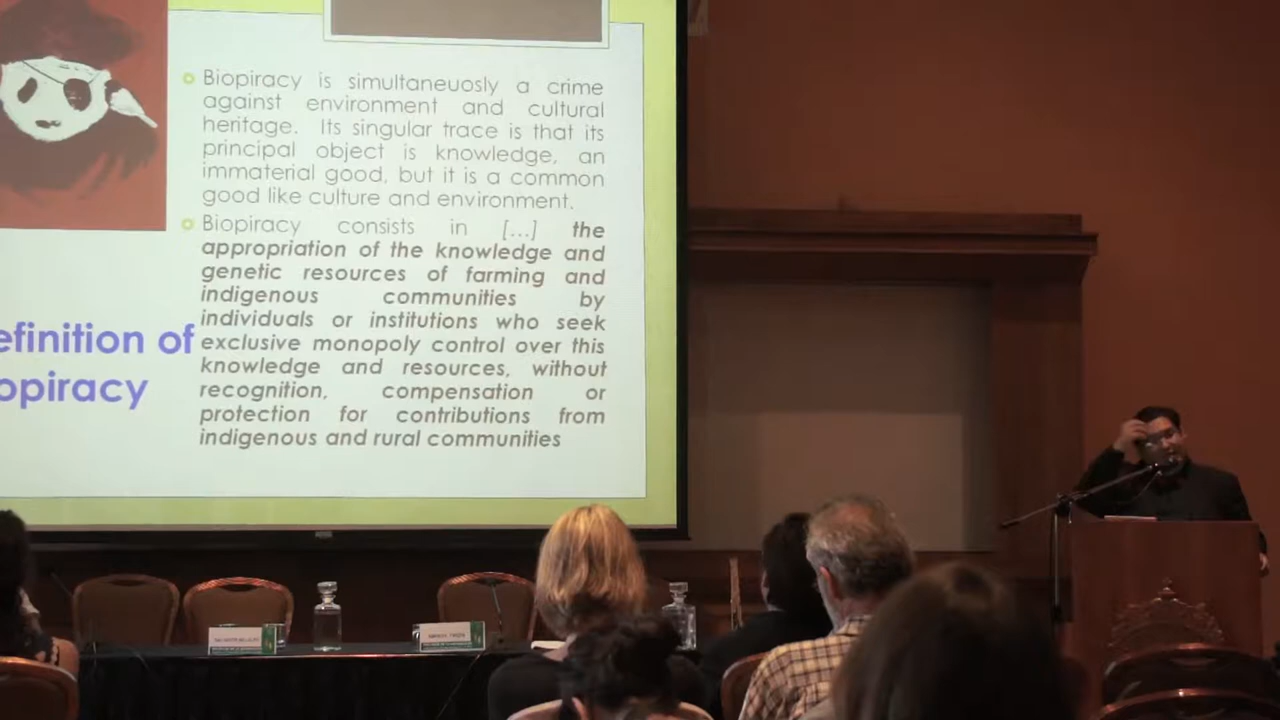 Biopiracy is simultaneuosly a crime
against environment and cultural
heritage. Its singular trace is that its
principal object is knowledge, an
immaterial good, but it is a common
good like culture and environment.
Biopiracy consists in [...] the
appropriation of the knowledge and
genetic resources of farming and
indigenous communities by
individuals or institutions who seek
exclusive monopoly control over this
knowledge and resources, without
recognition, compensation or
protection for contributions from
indigenous and rural communities
efinition of
opiracy